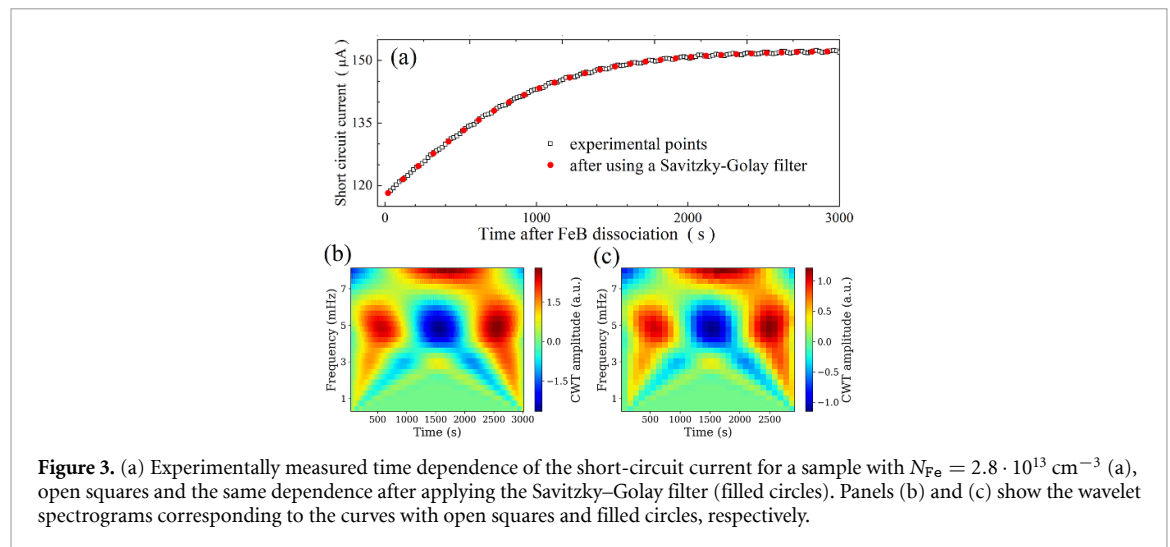 (a)
Short circuit current ( μA )
150
135
120
experimental points
after using a Savitzky-Golay filter
0
1000
2000
3000
Time after FeB dissociation ( s )
(b)
Frequency (mHz)
7
5
3
1
500 1000 1500 2000 2500 3000
Time (s)
1.5
0.0
−1.5
CWT amplitude (a.u.)
(c)
Frequency (mHz)
7
5
3
1
500 1000 1500 2000 2500
Time (s)
1.0
0.5
0.0
−0.5
−1.0
CWT amplitude (a.u.)
Figure 3. (a) Experimentally measured time dependence of the short-circuit current for a sample with N_Fe = 2.8 · 10^13 cm^−3 (a),
open squares and the same dependence after applying the Savitzky–Golay filter (filled circles). Panels (b) and (c) show the wavelet
spectrograms corresponding to the curves with open squares and filled circles, respectively.